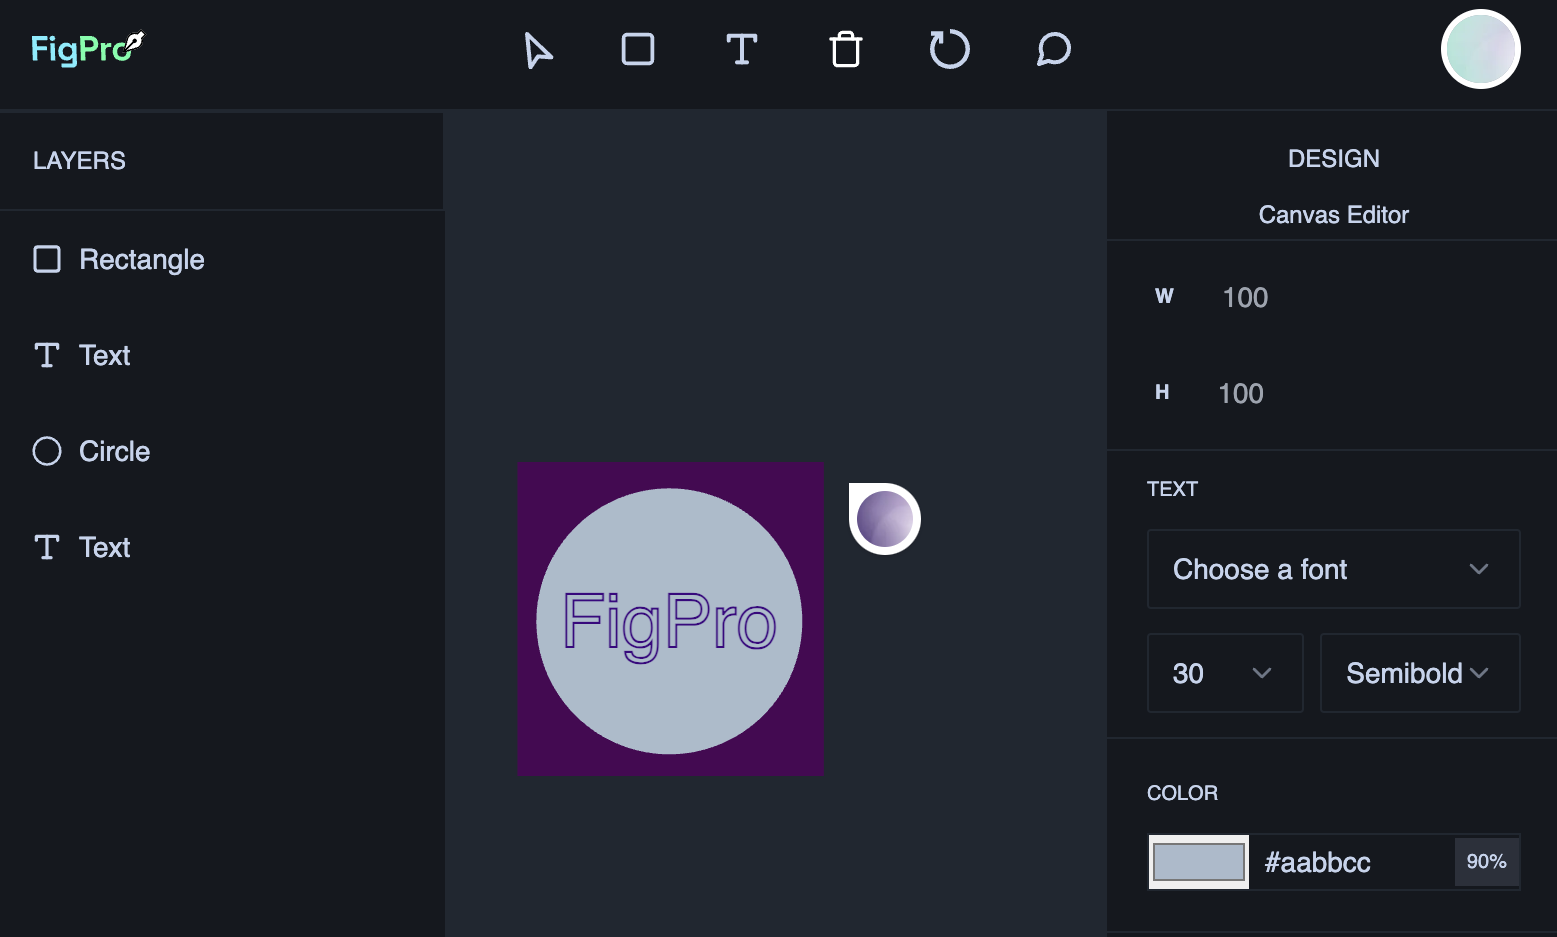 FigPro
LAYERS
Rectangle
Text
Circle
Text
FigPro
DESIGN
Canvas Editor
W 100
H 100
TEXT
Choose a font
30 Semibold
COLOR
#aabbcc 90%